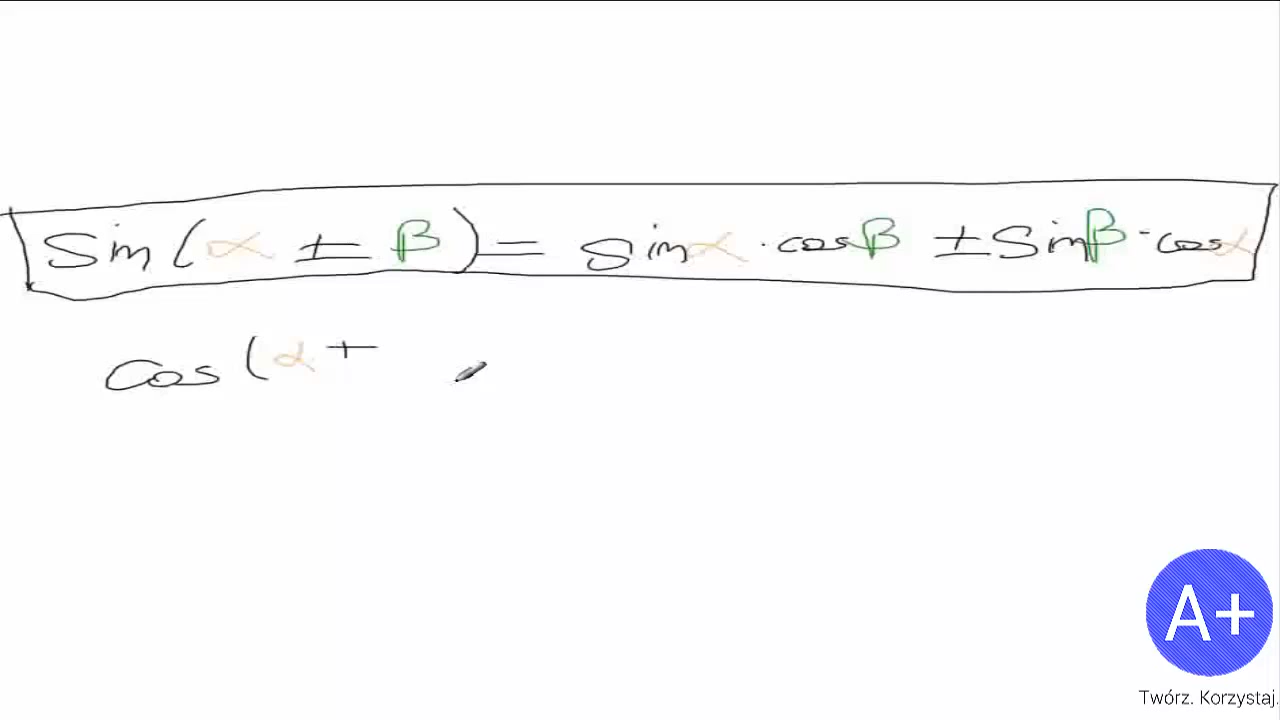 Sin(α ± β) = sinα · cosβ ± Sinβ · cosα
cos(α +
A+
Twórz. Korzystaj.